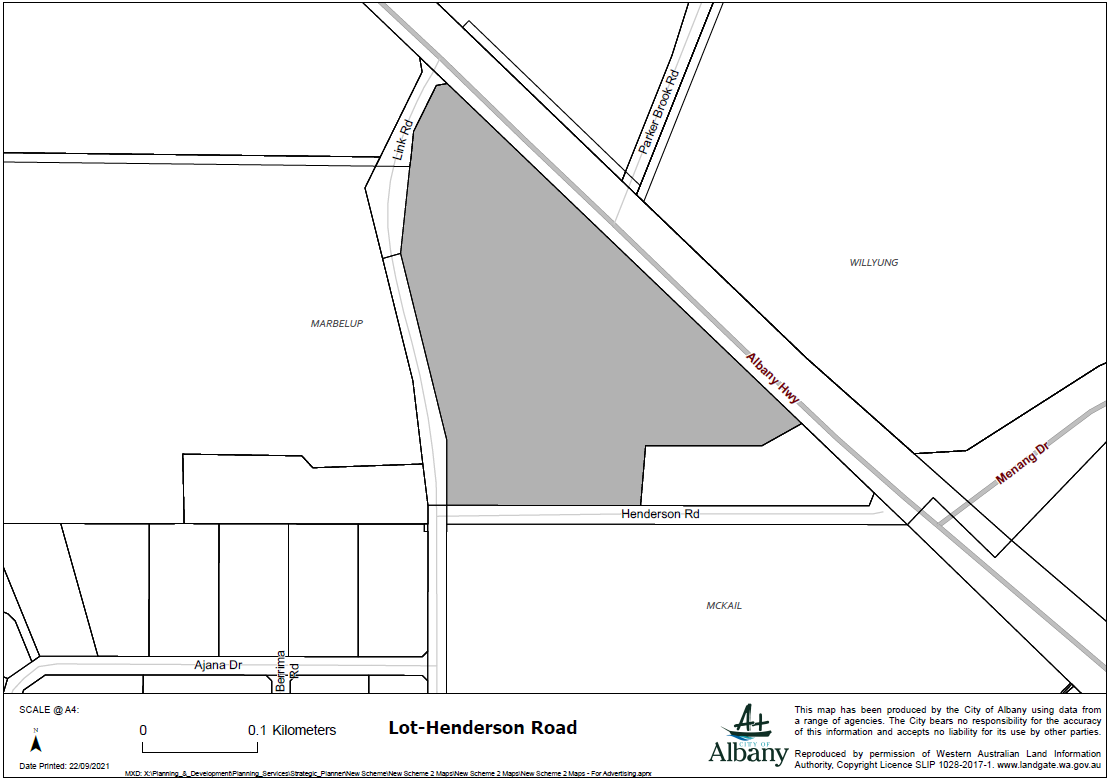 Link Rd
Parker Brook Rd
WILLYUNG
MARBELUP
Albany Hwy
Menang Dr
Henderson Rd
MCKAIL
Ajana Dr
Berrima
Rd
SCALE @ A4:
0
0.1 Kilometers
N
Date Printed: 22/09/2021
Lot-Henderson Road
MXD: X:\Planning_&_Development\Planning_Services\Strategic_Planner\New Scheme\New Scheme 2 Maps\New Scheme 2 Maps\New Scheme 2 Maps - For Advertising.aprx
CITY OF
Albany
This map has been produced by the City of Albany using data from
a range of agencies. The City bears no responsibility for the accuracy
of this information and accepts no liability for its use by other parties.
Reproduced by permission of Western Australian Land Information
Authority, Copyright Licence SLIP 1028-2017-1. www.landgate.wa.gov.au